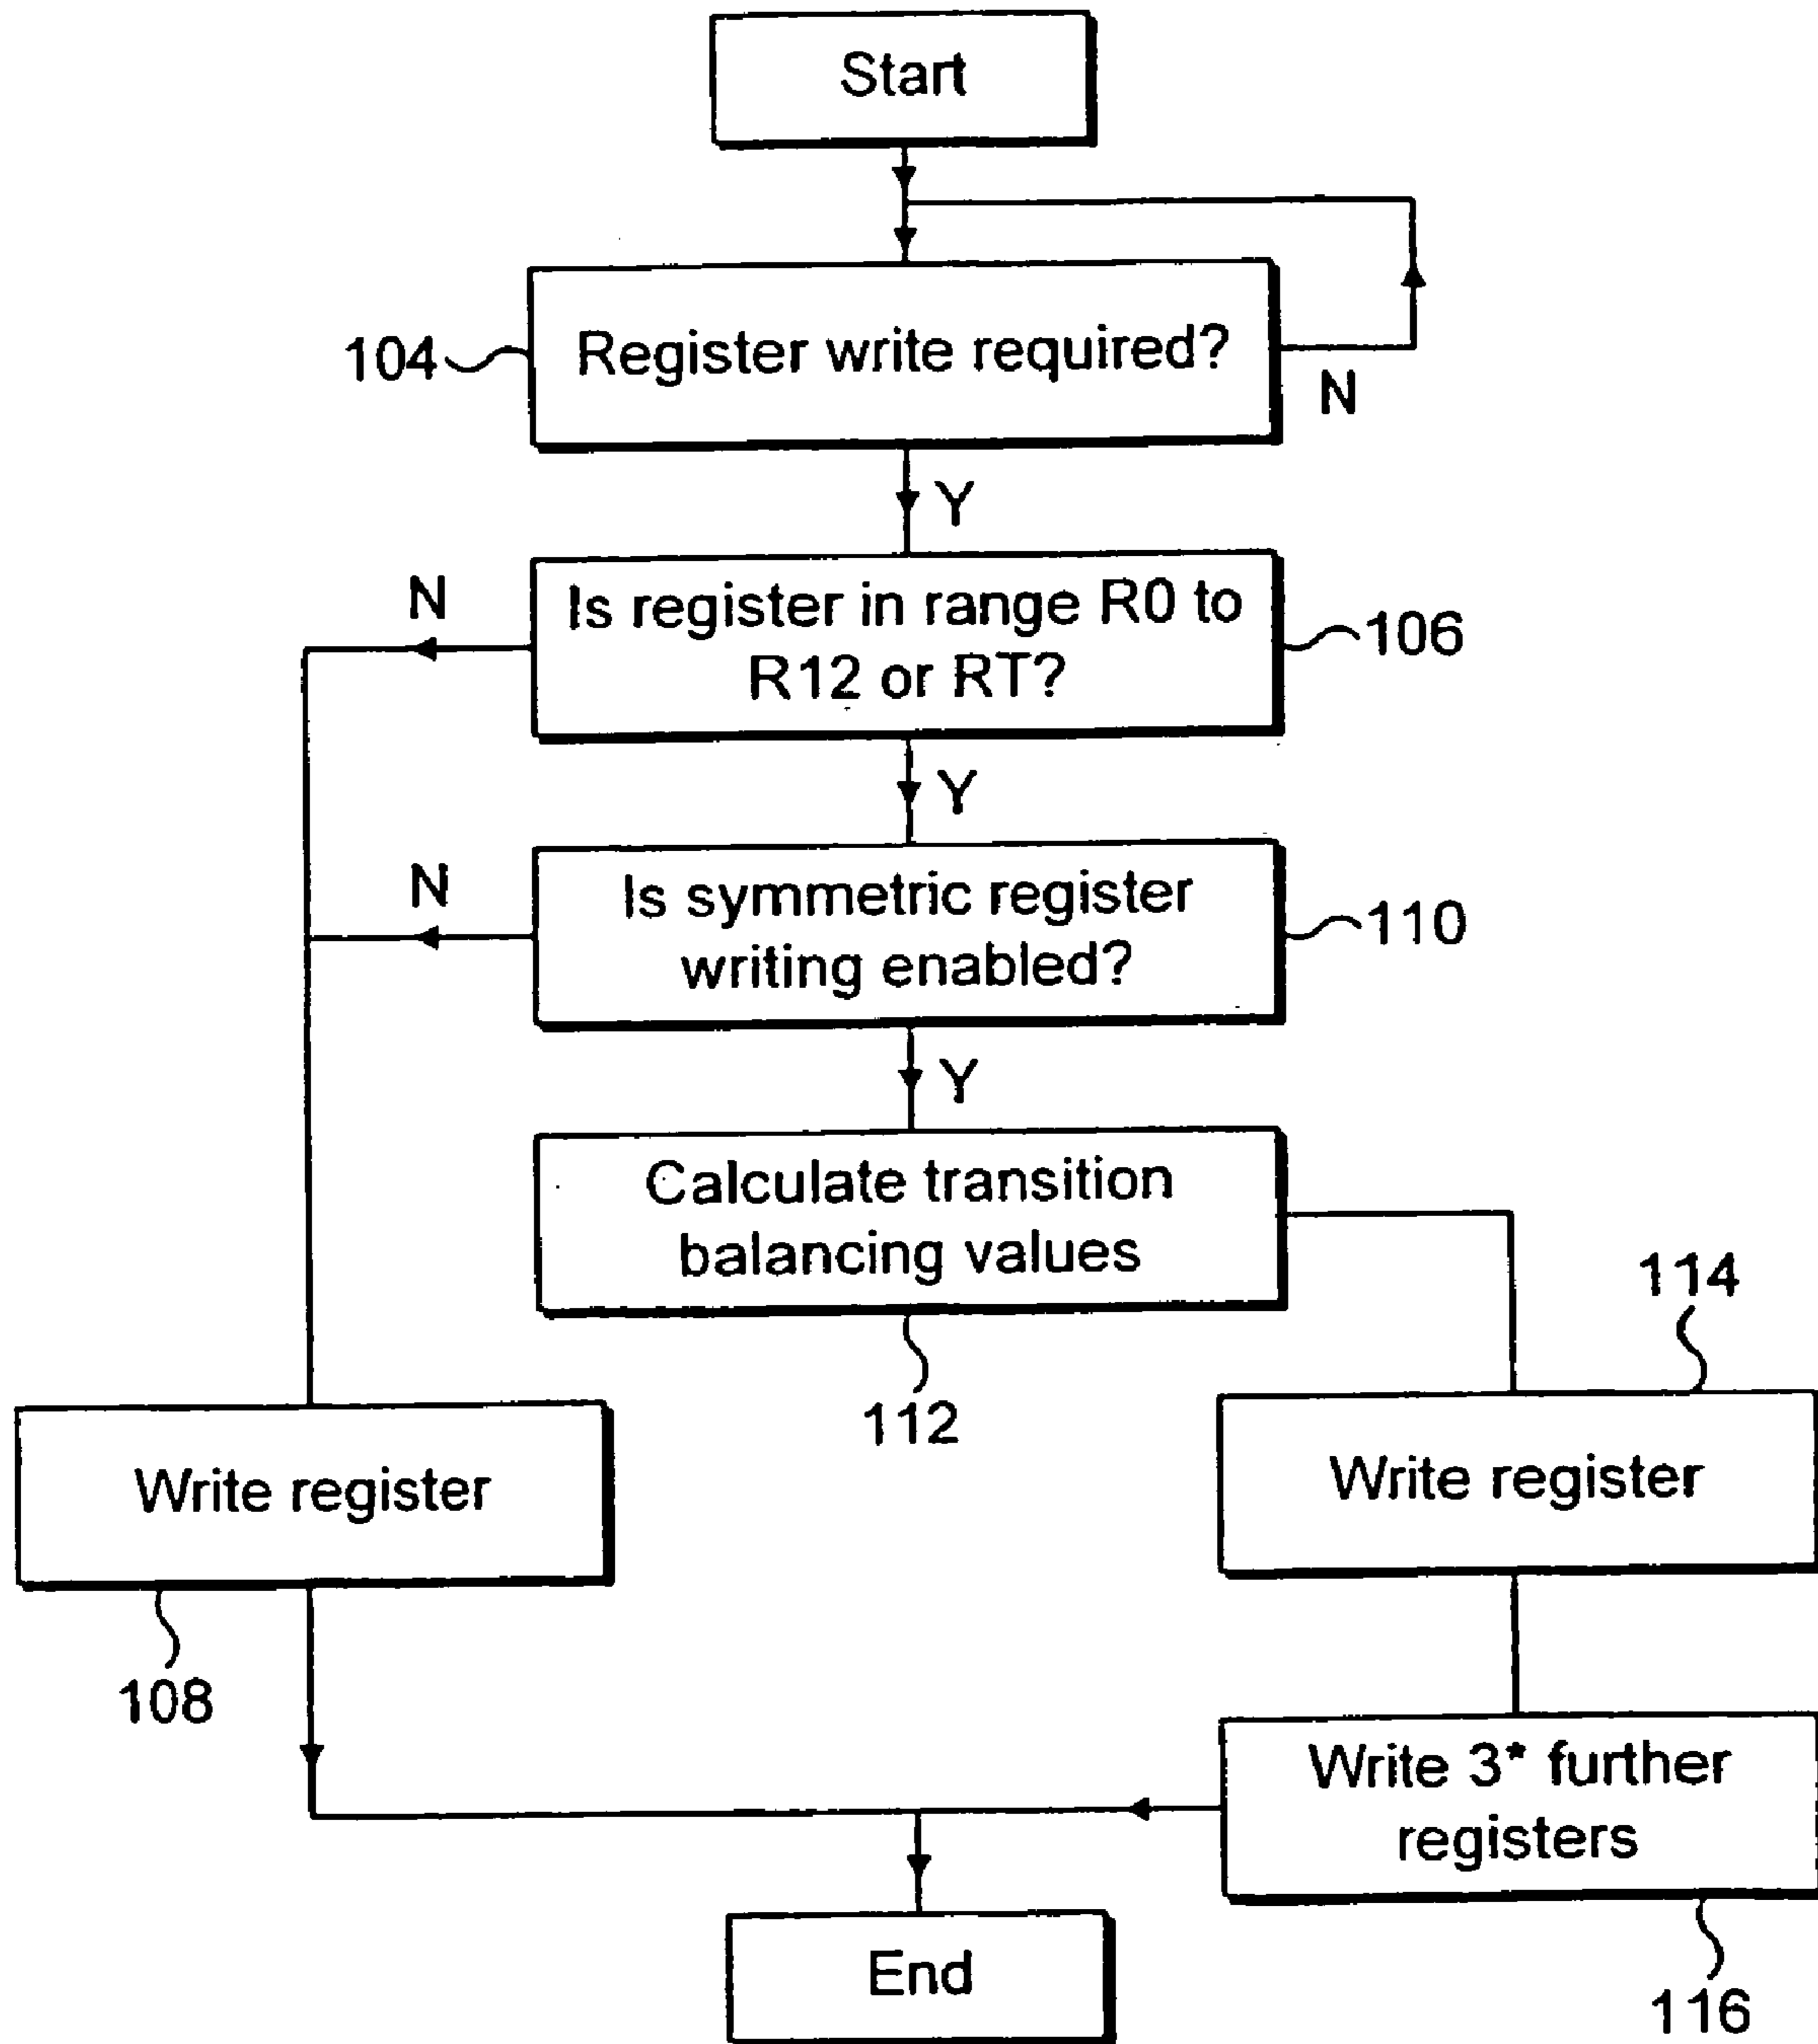 Start
104
Register write required?
N
Y
N
Is register in range R0 to
R12 or RT?
106
Y
N
Is symmetric register
writing enabled?
110
Y
Calculate transition
balancing values
112
114
Write register
108
Write register
Write 3* further
registers
116
End